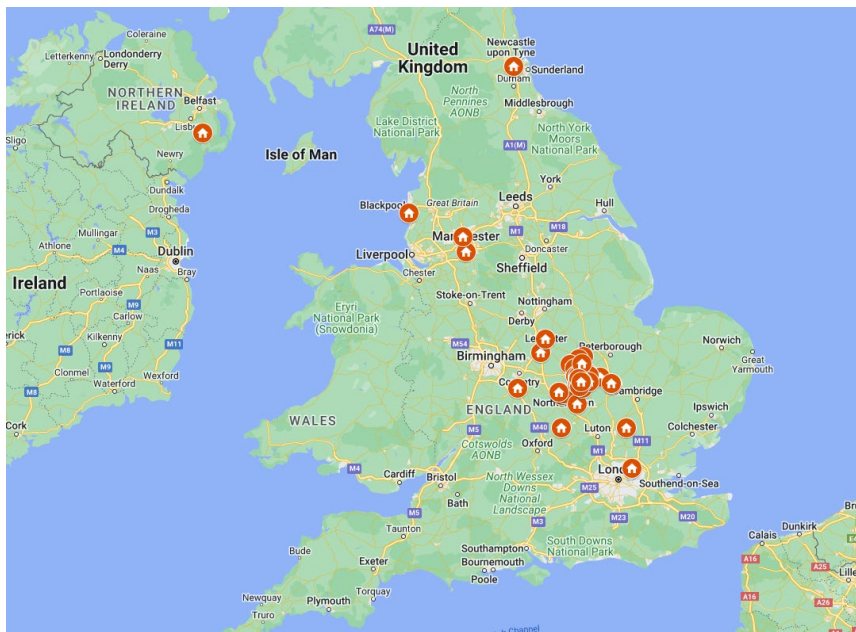 Coleraine
A74(M)
United
Kingdom
Newcastle
upon Tyne
Letterkenny
Londonderry
Derry
Sunderland
Durham
NORTHERN
IRELAND
Belfast
North
Pennines
AONB
Middlesbrough
Lake District
National Park
North York
Moors
National Park
Sligo
Newry
Isle of Man
A1(M)
York
Dundalk
Drogheda
Great Britain
Leeds
Hull
M1
M18
Mullingar
M3
Athlone
M4
Dublin
Liverpool
Doncaster
Naas
Bray
Chester
Sheffield
Ireland
Portlaoise
M9
Carlow
Eryri
National Park
(Snowdonia)
Stoke-on-Trent
Nottingham
Derby
Kilkenny
M8
M9
M11
M54
Birmingham
Peterborough
Norwich
Great
Yarmouth
Clonmel
M8
Waterford
Wexford
ENGLAND
Ipswich
Cork
WALES
M5
M40
Colchester
Cotswolds
AONB
Oxford
Luton
M1
M11
M4
Cardiff
Bristol
North Wessex
Downs
National
Landscape
M25
Southend-on-Sea
Bath
M5
M3
M23
M20
Taunton
Bude
Southampton
South Downs
National Park
Calais
Dunkirk
Exeter
Bournemouth
Poole
A16
A25
Newquay
Torquay
Plymouth
Truro
A16
A26